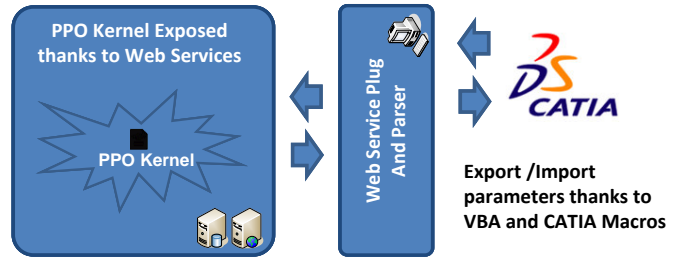 PPO Kernel Exposed
thanks to Web Services
PPO Kernel
Web Service Plug
And Parser
CATIA
Export /Import
parameters thanks to
VBA and CATIA Macros